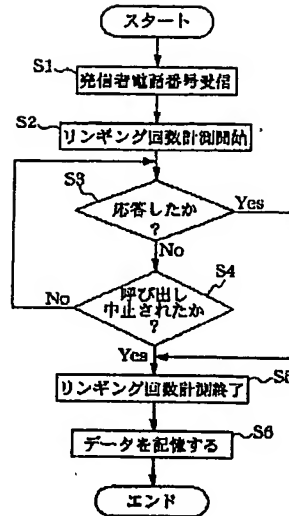 スタート
S1
発信者電話番号受信
S2
リンギング回数計測開始
S3
応答したか
?
Yes
No
S4
呼び出し
中止されたか
?
No
Yes
S5
リンギング回数計測終了
S6
データを記憶する
エンド